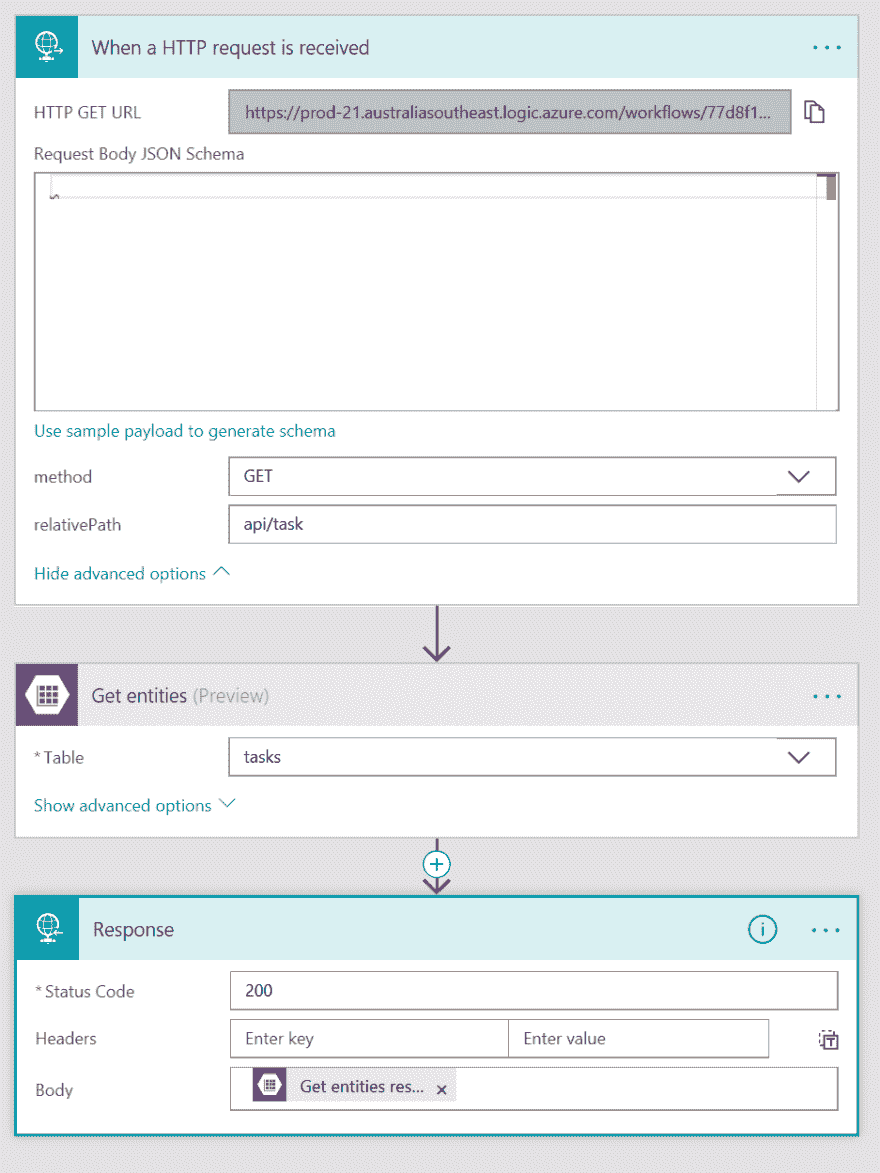 When a HTTP request is received
HTTP GET URL https://prod-21.australiasoutheast.logic.azure.com/workflows/77d8f1...
Request Body JSON Schema
Use sample payload to generate schema
method GET
relativePath api/task
Hide advanced options
Get entities (Preview)
* Table tasks
Show advanced options
Response
* Status Code 200
Headers Enter key Enter value
Body Get entities res... x